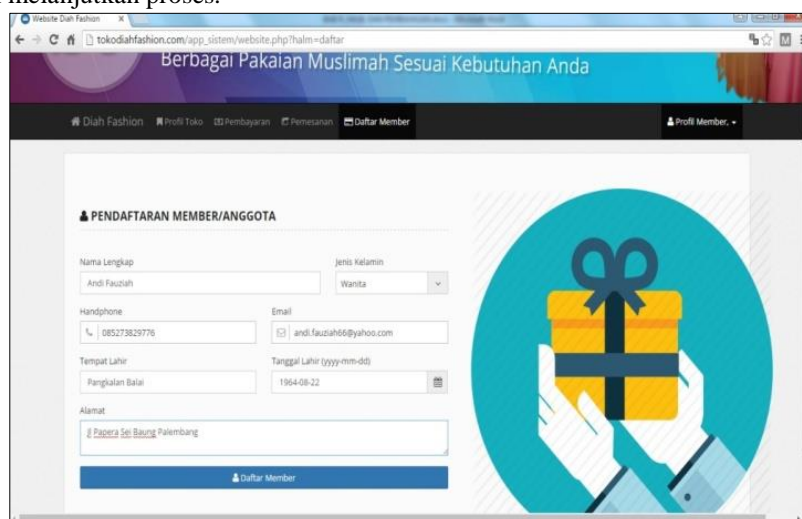 melanjutkan proses.
Website Diah Fashion
tokodiahfashion.com/app_sistem/website.php?halm=daftar
Berbagai Pakaian Muslimah Sesuai Kebutuhan Anda
Diah Fashion Profil Toko Pembayaran Pemesanan Daftar Member Profil Member,
PENDAFTARAN MEMBER/ANGGOTA
Nama Lengkap Jenis Kelamin
Andi Fauziah Wanita
Handphone Email
085273829776 andi.fauziah66@yahoo.com
Tempat Lahir Tanggal Lahir (yyyy-mm-dd)
Pangkalan Balai 1964-08-22
Alamat
jl Papera Sei Baung Palembang
Daftar Member